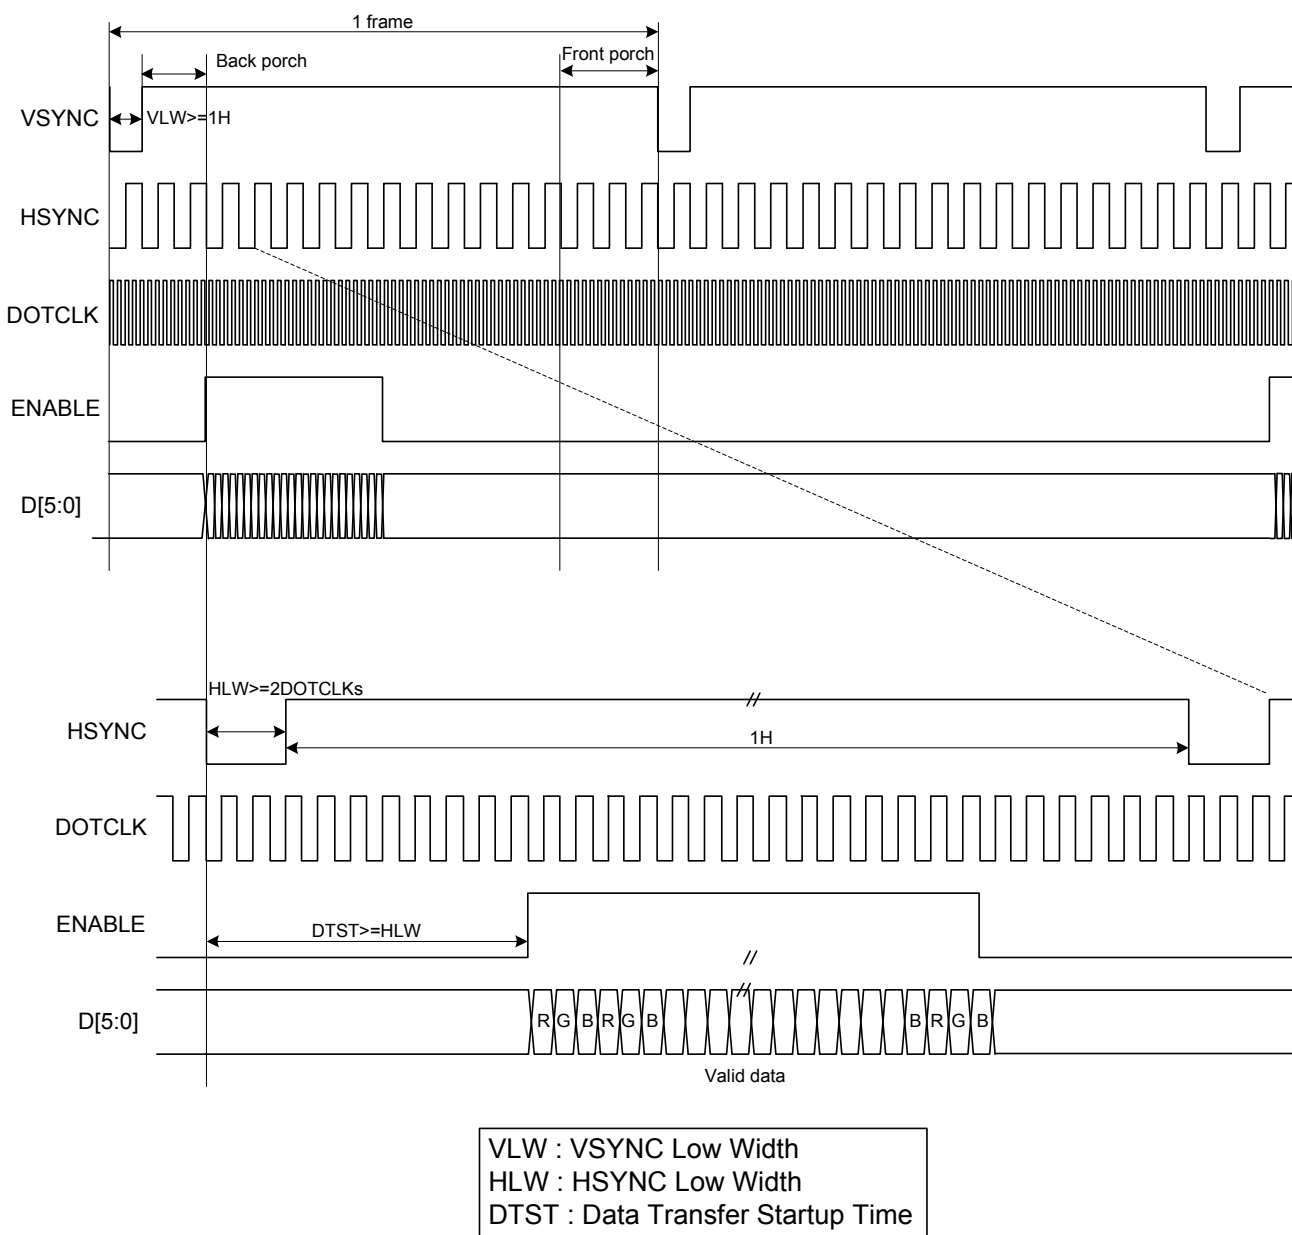 1 frame
Back porch
Front porch
VSYNC
VLW>=1H
HSYNC
DOTCLK
ENABLE
D[5:0]
HLW>=2DOTCLKs
HSYNC
1H
DOTCLK
ENABLE
DTST>=HLW
D[5:0]
R G B R G B B R G B
Valid data
VLW : VSYNC Low Width
HLW : HSYNC Low Width
DTST : Data Transfer Startup Time